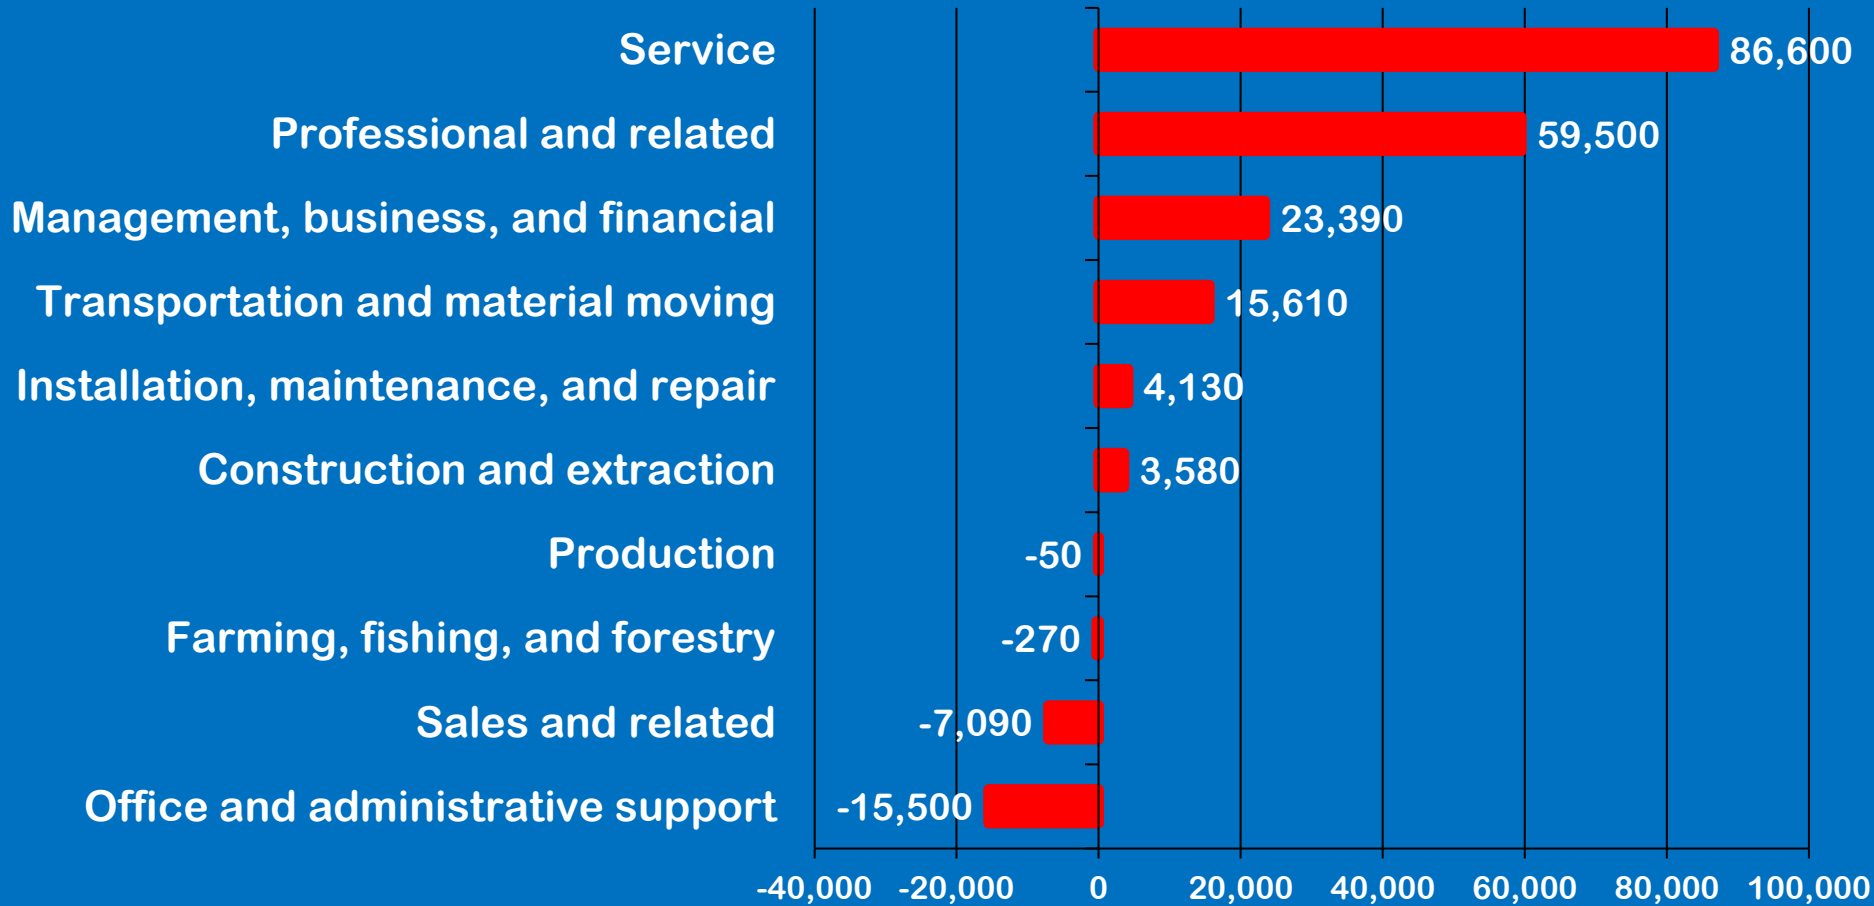 Service 86,600
Professional and related 59,500
Management, business, and financial 23,390
Transportation and material moving 15,610
Installation, maintenance, and repair 4,130
Construction and extraction 3,580
Production -50
Farming, fishing, and forestry -270
Sales and related -7,090
Office and administrative support -15,500
-40,000 -20,000 0 20,000 40,000 60,000 80,000 100,000